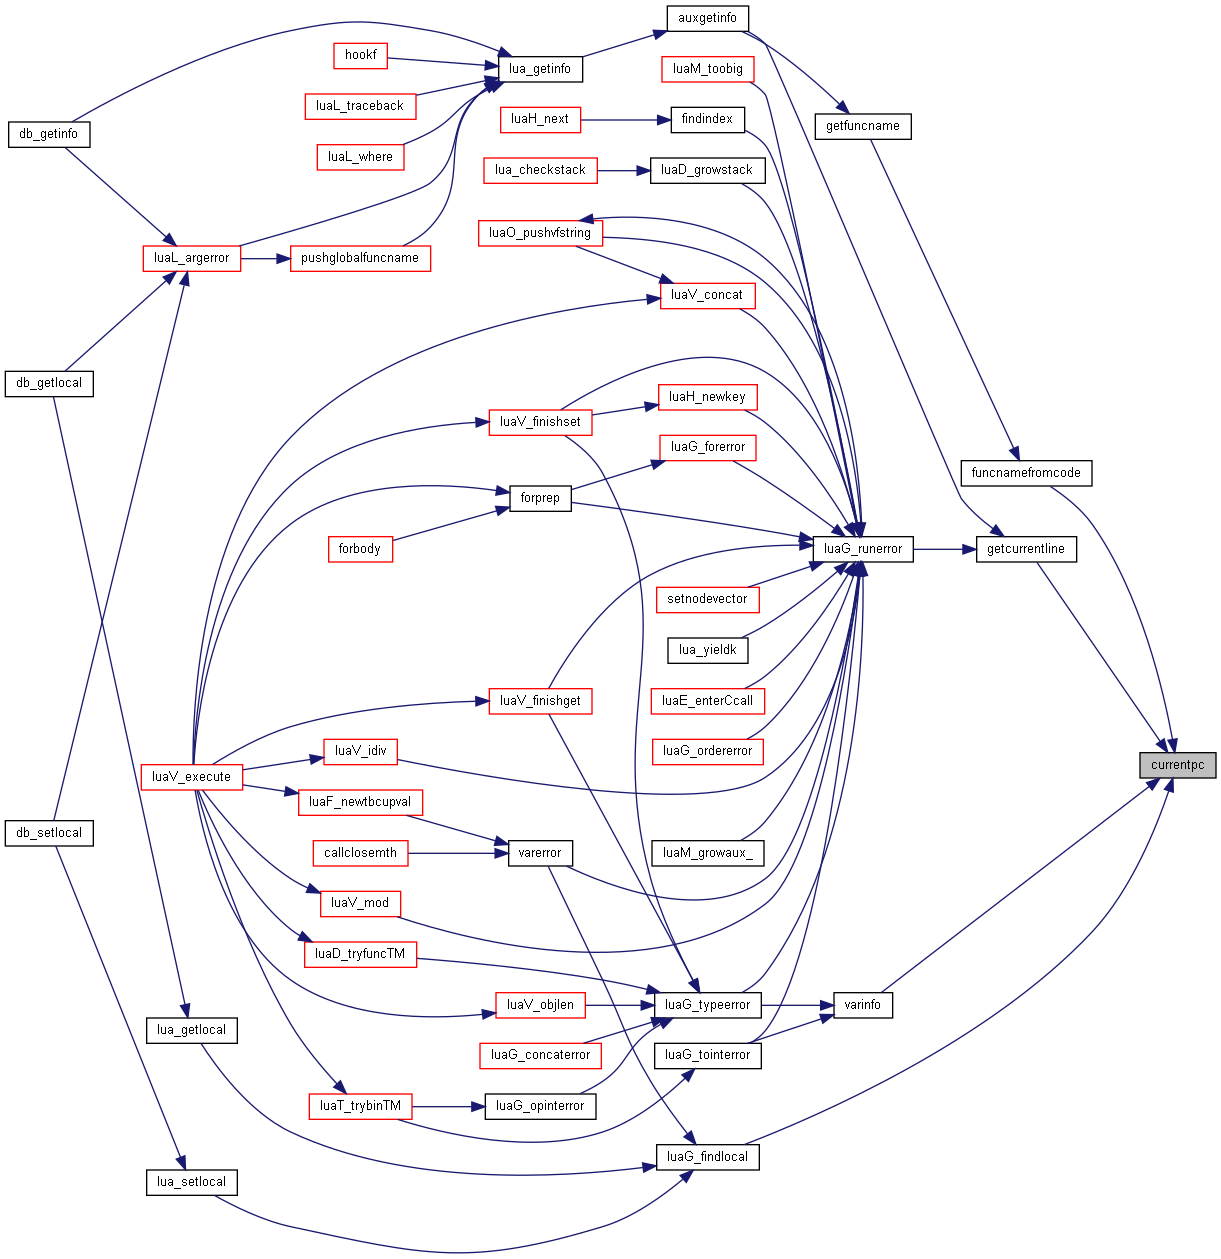 auxgetinfo
hookf
lua_getinfo
luaM_toobig
luaL_traceback
luaH_next
findindex
getfuncname
db_getinfo
luaL_where
lua_checkstack
luaD_growstack
luaO_pushvfstring
luaL_argerror
pushglobalfuncname
luaV_concat
db_getlocal
luaH_newkey
luaV_finishset
luaG_forerror
funcnamefromcode
forprep
forbody
luaG_runerror
getcurrentline
setnodevector
lua_yieldk
luaV_finishget
luaE_enterCcall
luaV_idiv
luaG_ordererror
currentpc
luaV_execute
luaF_newtbcupval
db_setlocal
callclosemth
varerror
luaM_growaux_
luaV_mod
luaD_tryfuncTM
luaV_objlen
luaG_typeerror
varinfo
lua_getlocal
luaG_concaterror
luaG_tointerror
luaT_trybinTM
luaG_opinterror
luaG_findlocal
lua_setlocal